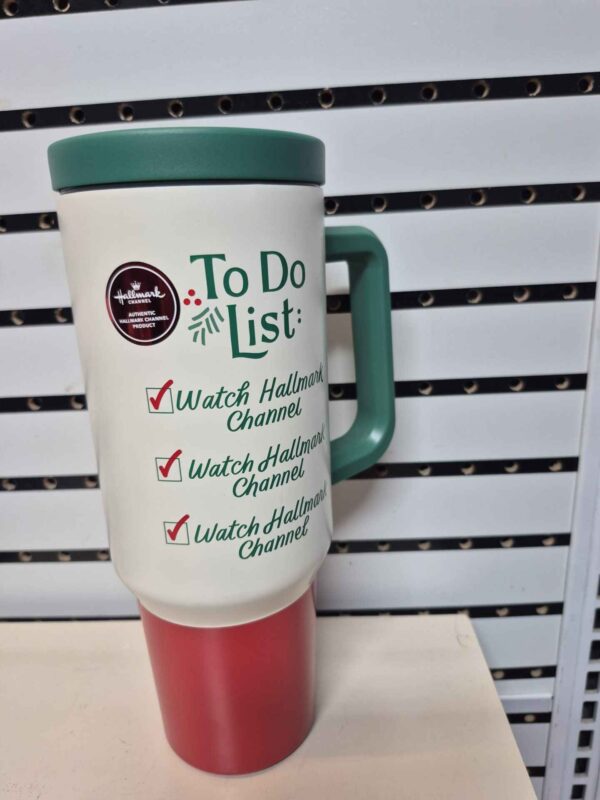 To Do
List:
Hallmark
CHANNEL
AUTHENTIC
HALLMARK CHANNEL
PRODUCT
Watch Hallmark
Channel
Watch Hallmark
Channel
Watch Hallmark
Channel